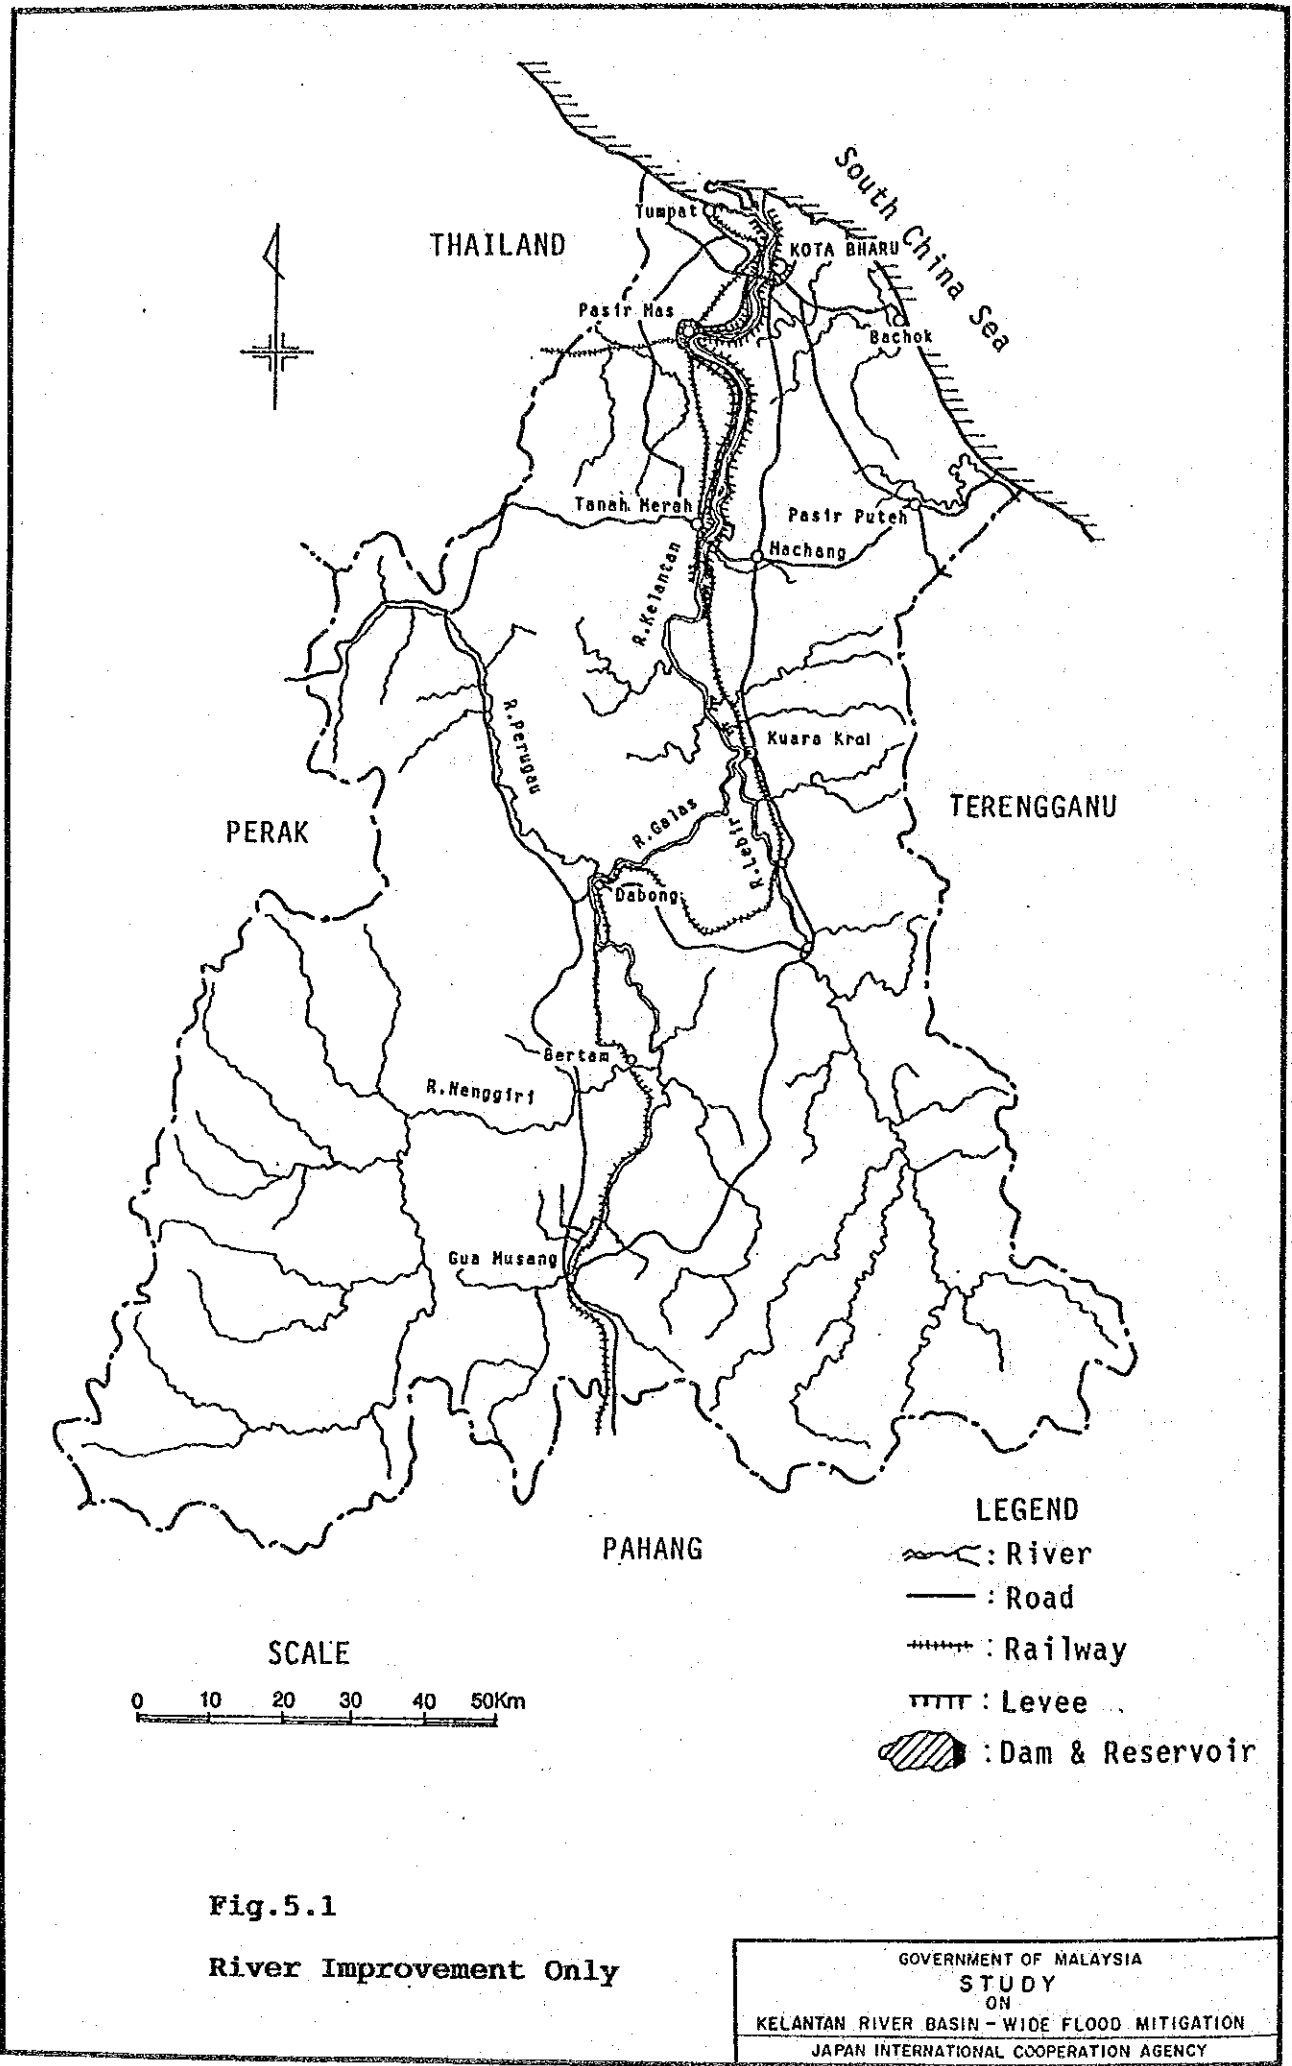 South China Sea
Tumpat
THAILAND
KOTA BHARU
Pasir Mas
Bachok
Tanah Merah
Pasir Puteh
Machang
R.Kelantan
R.Perugau
Kuara Kral
R.Galas
R.Lebir
TERENGGANU
PERAK
Dabong
Bertam
R.Nenggiri
Gua Musang
PAHANG
LEGEND
: River
: Road
: Railway
: Levee
: Dam & Reservoir
SCALE
0 10 20 30 40 50Km
Fig.5.1
River Improvement Only
GOVERNMENT OF MALAYSIA
STUDY
ON
KELANTAN RIVER BASIN - WIDE FLOOD MITIGATION
JAPAN INTERNATIONAL COOPERATION AGENCY